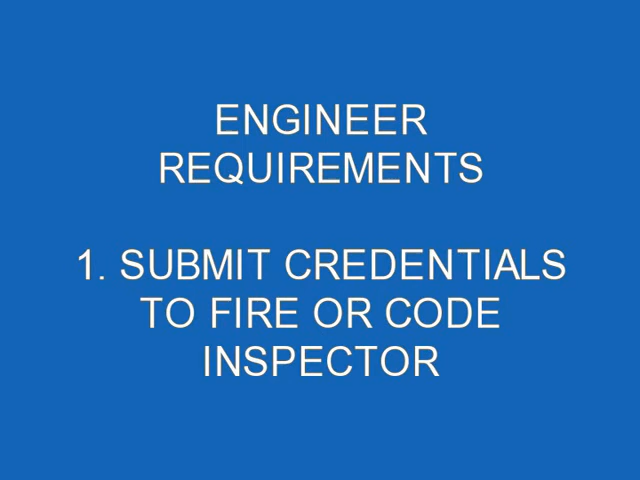 ENGINEER
REQUIREMENTS
1. SUBMIT CREDENTIALS
TO FIRE OR CODE
INSPECTOR